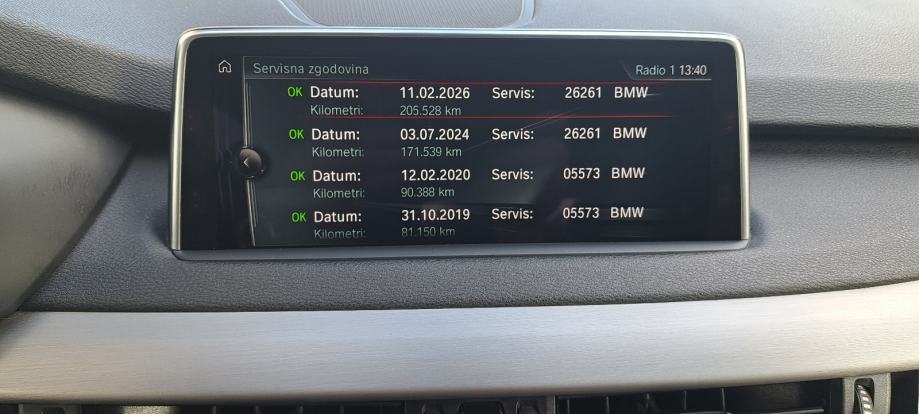 Servisna zgodovina Radio 1 13:40
OK Datum: 11.02.2026 Servis: 26261 BMW
Kilometri: 205.528 km
OK Datum: 03.07.2024 Servis: 26261 BMW
Kilometri: 171.539 km
OK Datum: 12.02.2020 Servis: 05573 BMW
Kilometri: 90.388 km
OK Datum: 31.10.2019 Servis: 05573 BMW
Kilometri: 81.150 km